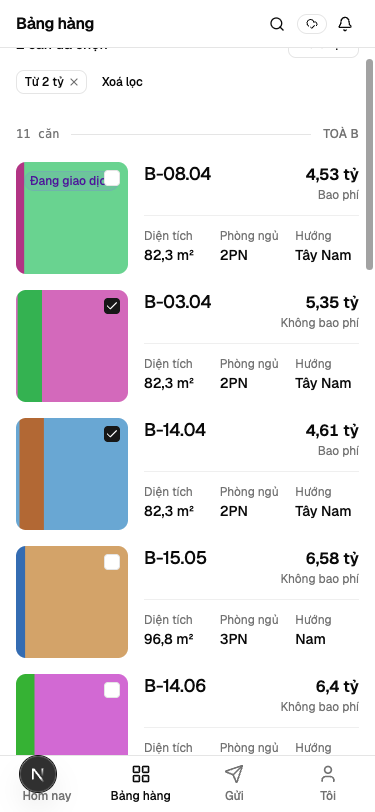 Bảng hàng
Từ 2 tỷ
Xoá lọc
11 căn
TOÀ B
Đang giao dịc
B-08.04
4,53 tỷ
Bao phí
Diện tích Phòng ngủ Hướng
82,3 m² 2PN Tây Nam
B-03.04
5,35 tỷ
Không bao phí
Diện tích Phòng ngủ Hướng
82,3 m² 2PN Tây Nam
B-14.04
4,61 tỷ
Bao phí
Diện tích Phòng ngủ Hướng
82,3 m² 2PN Tây Nam
B-15.05
6,58 tỷ
Không bao phí
Diện tích Phòng ngủ Hướng
96,8 m² 3PN Nam
B-14.06
6,4 tỷ
Không bao phí
Diện tích Phòng ngủ Hướng
N
Hôm nay Bảng hàng Gửi Tôi